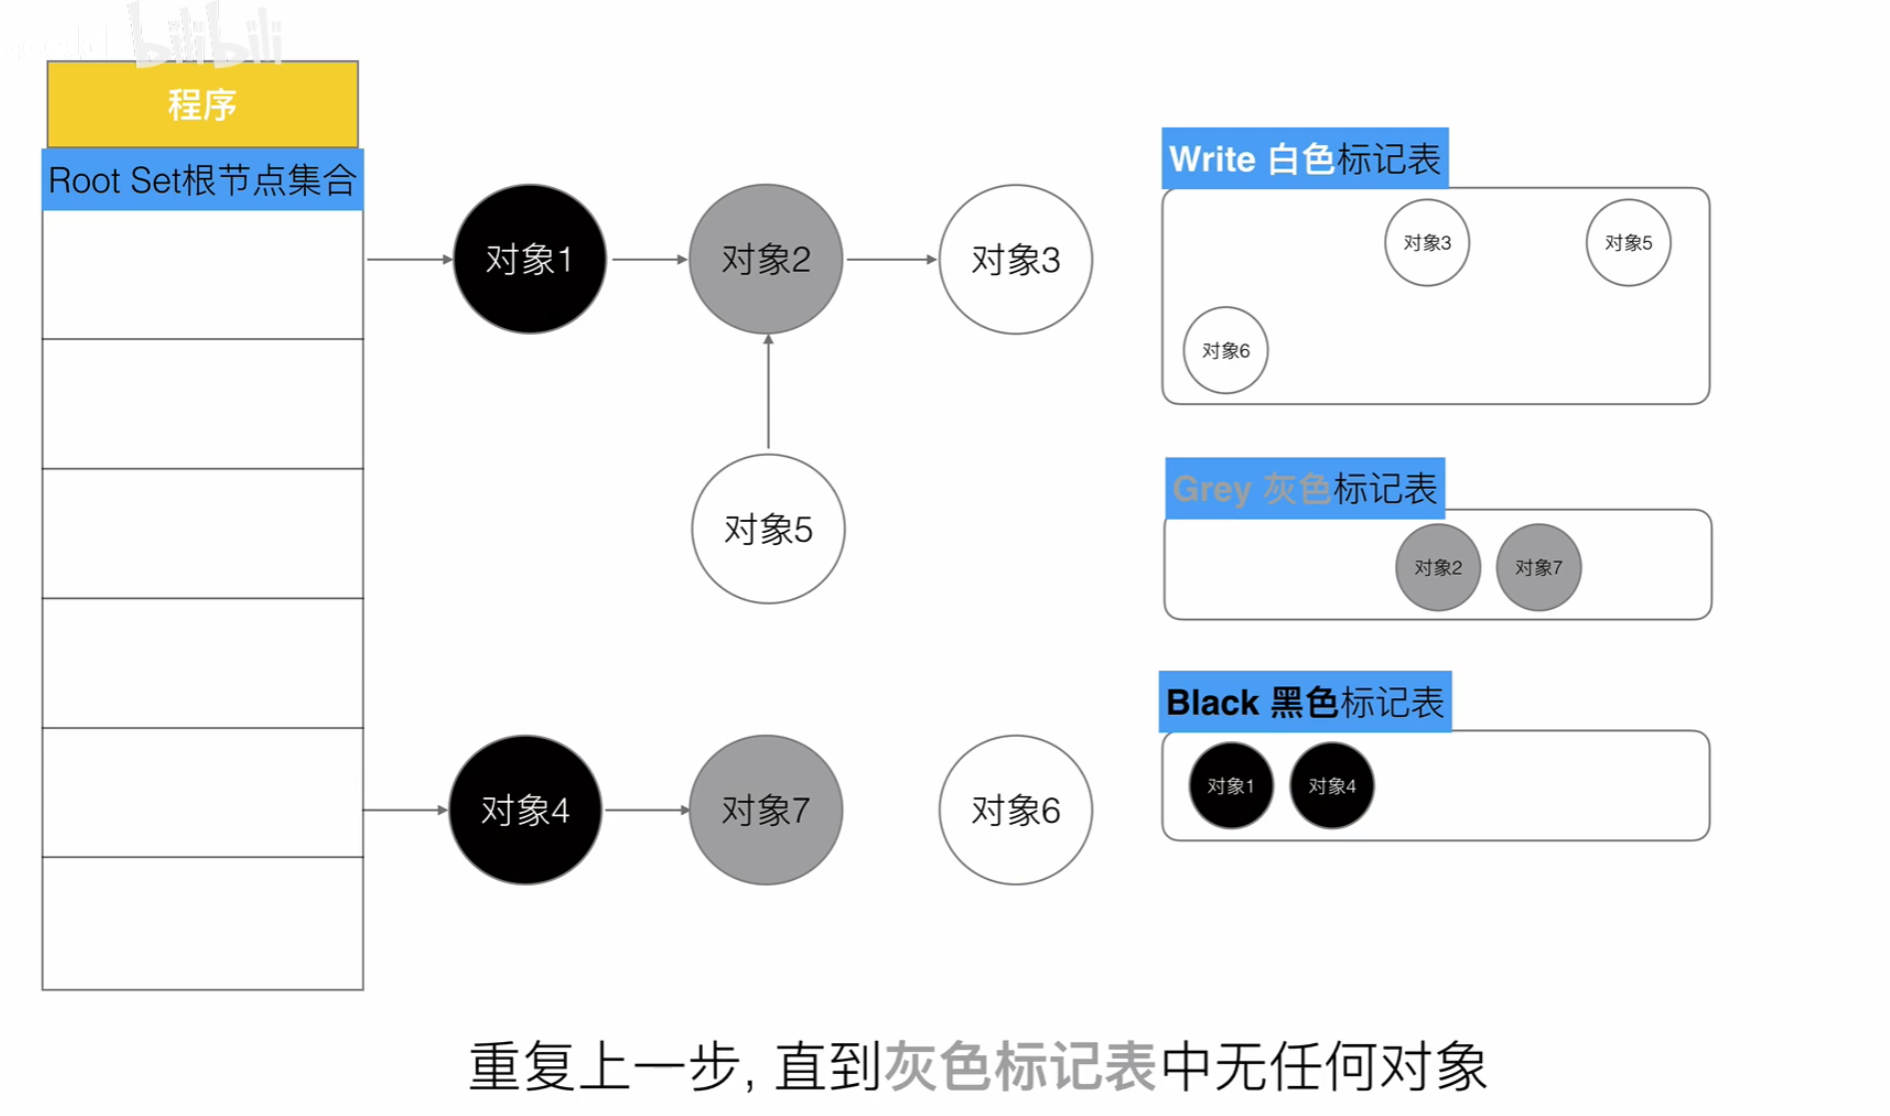 bilibili
程序
Root Set根节点集合
对象1
对象2
对象3
对象5
对象4
对象7
对象6
Write 白色标记表
对象3
对象5
对象6
Grey 灰色标记表
对象2
对象7
Black 黑色标记表
对象1
对象4
重复上一步, 直到灰色标记表中无任何对象